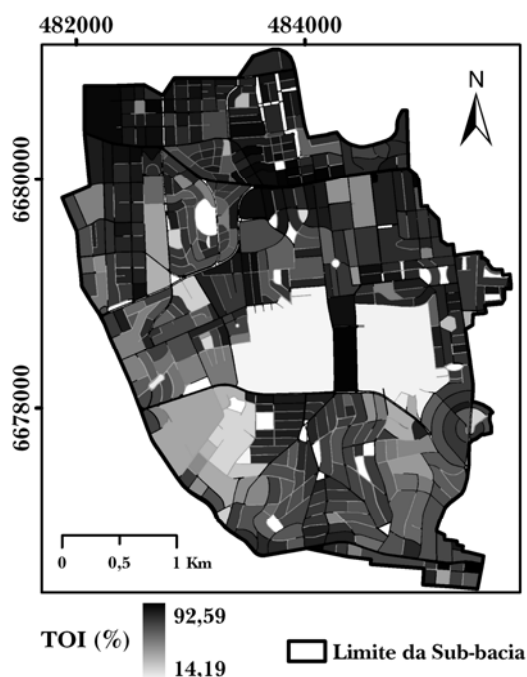 482000 484000
N
6680000
6678000
0 0,5 1 Km
TOI (%)
92,59
14,19
Limite da Sub-bacia